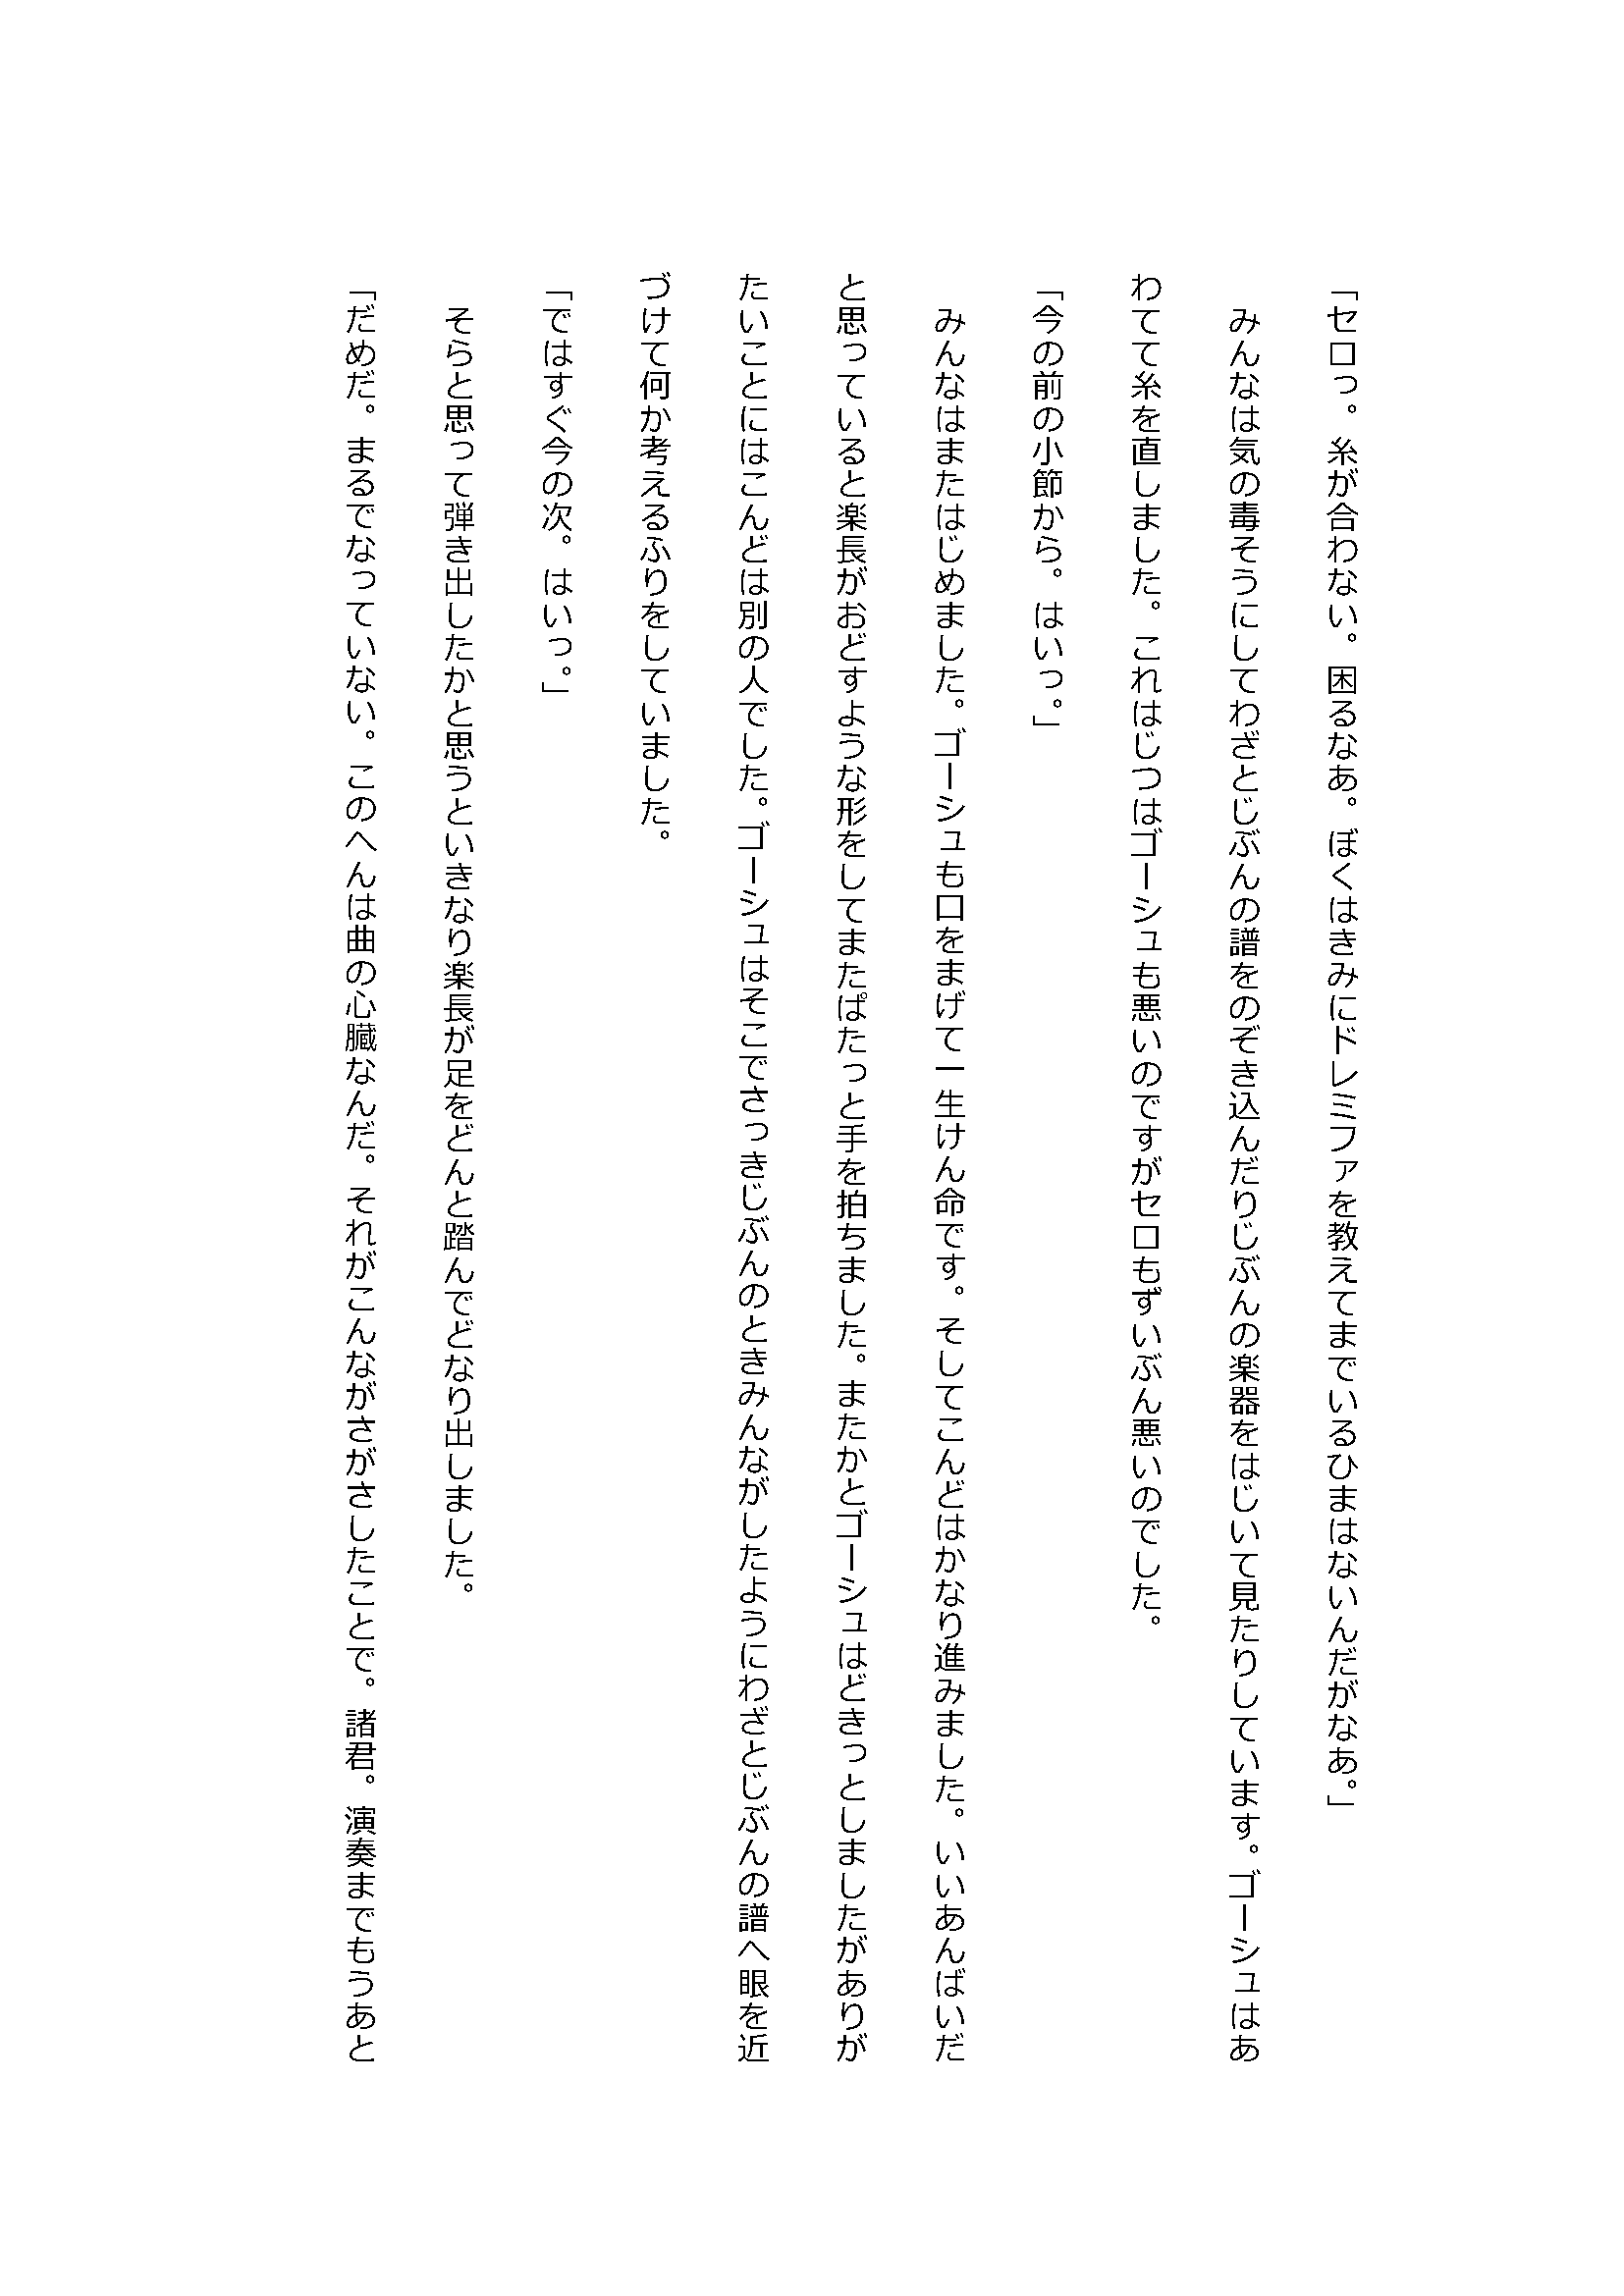 「セロっ。糸が合わない。困るなあ。ぼくはきみにドレミファを教えてまでいるひまはないんだがなあ。」
　みんなは気の毒そうにしてわざとじぶんの譜をのぞき込んだりじぶんの楽器をはじいて見たりしています。ゴーシュはあ
わてて糸を直しました。これはじつはゴーシュも悪いのですがセロもずいぶん悪いのでした。
「今の前の小節から。はいっ。」
　みんなはまたはじめました。ゴーシュも口をまげて一生けん命です。そしてこんどはかなり進みました。いいあんばいだ
と思っていると楽長がおどすような形をしてまたぱたっと手を拍ちました。またかとゴーシュはどきっとしましたがありが
たいことにはこんどは別の人でした。ゴーシュはそこでさっきじぶんのときみんながしたようにわざとじぶんの譜へ眼を近
づけて何か考えるふりをしていました。
「ではすぐ今の次。はいっ。」
　そらと思って弾き出したかと思うといきなり楽長が足をどんと踏んでどなり出しました。
「だめだ。まるでなっていない。このへんは曲の心臓なんだ。それがこんながさがさしたことで。諸君。演奏までもうあと